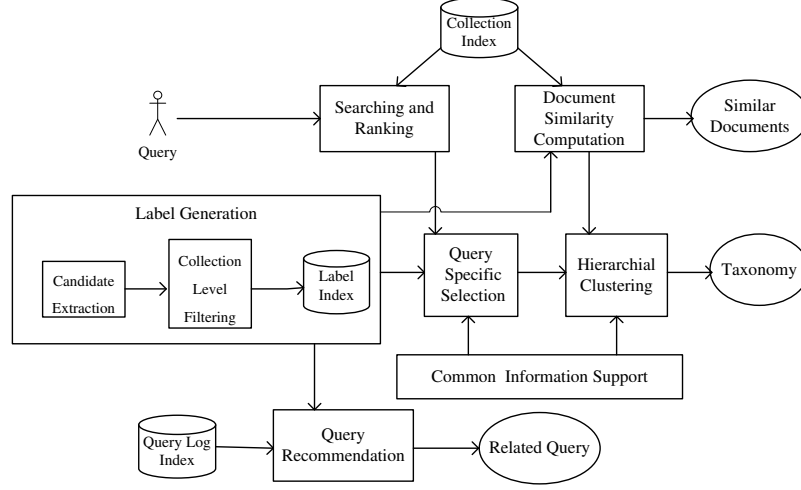 Collection
Index
Searching and
Ranking
Document
Similarity
Computation
Similar
Documents
Query
Label Generation
Candidate
Extraction
Collection
Level
Filtering
Label
Index
Query
Specific
Selection
Hierarchial
Clustering
Taxonomy
Common Information Support
Query Log
Index
Query
Recommendation
Related Query